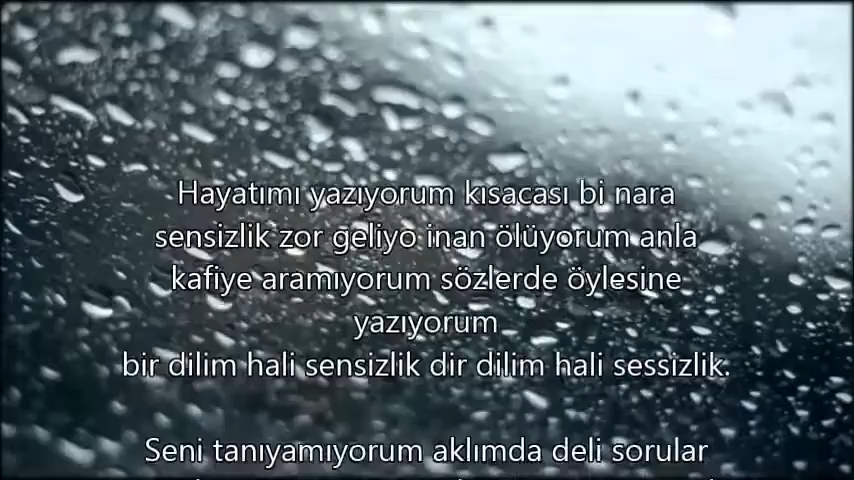 Hayatımı yazıyorum kısacası bi nara
sensizlik zor geliyo inan ölüyorum anla
kafiye aramıyorum sözlerde öylesine
yazıyorum
bir dilim hali sensizlik dir dilim hali sessizlik.
Seni tanıyamıyorum aklımda deli sorular